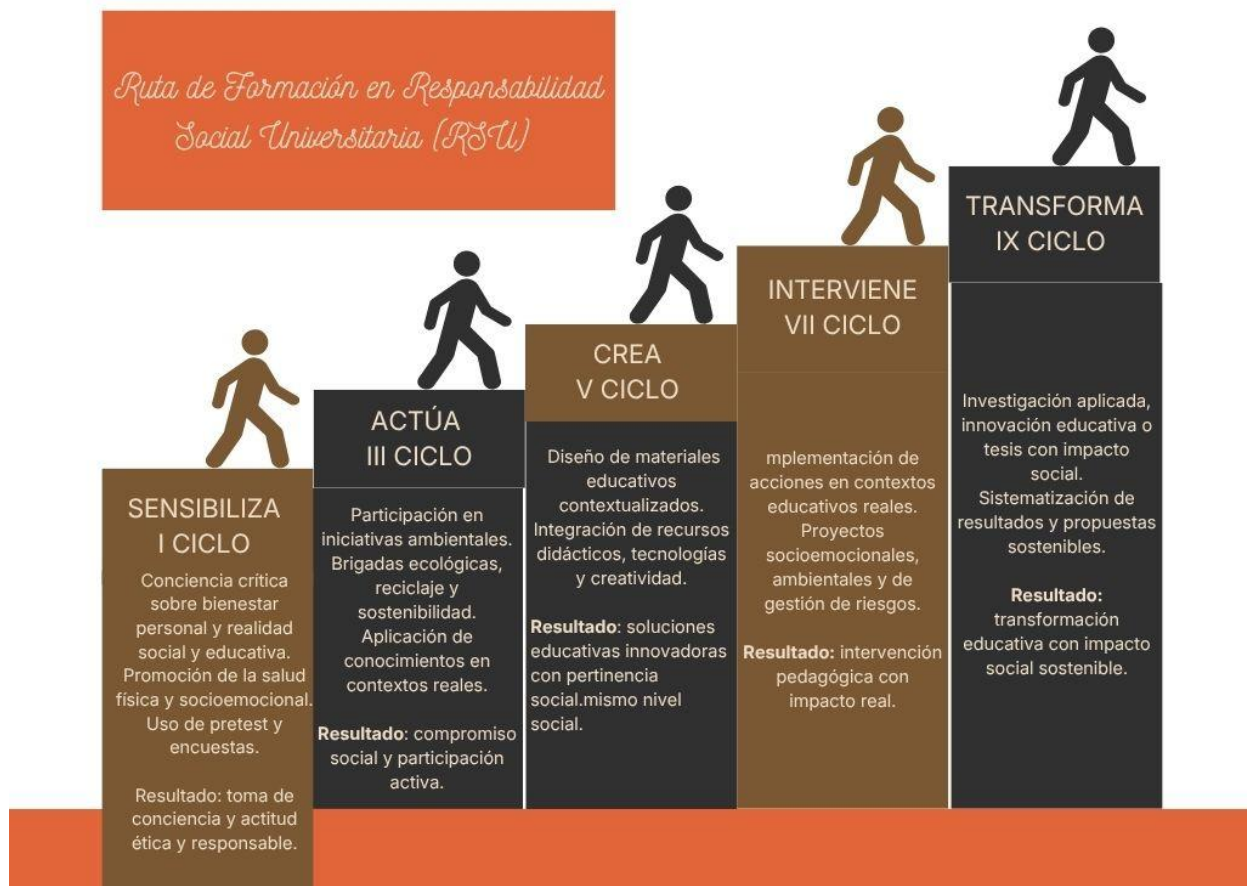 Ruta de Formación en Responsabilidad
Social Universitaria (RSU)
SENSIBILIZA
I CICLO
Conciencia crítica
sobre bienestar
personal y realidad
social y educativa.
Promoción de la salud
física y socioemocional.
Uso de pretest y
encuestas.
Resultado: toma de
conciencia y actitud
ética y responsable.
ACTÚA
III CICLO
Participación en
iniciativas ambientales.
Brigadas ecológicas,
reciclaje y
sostenibilidad.
Aplicación de
conocimientos en
contextos reales.
Resultado: compromiso
social y participación
activa.
CREA
V CICLO
Diseño de materiales
educativos
contextualizados.
Integración de recursos
didácticos, tecnologías
y creatividad.
Resultado: soluciones
educativas innovadoras
con pertinencia
social.mismo nivel
social.
INTERVIENE
VII CICLO
mplementación de
acciones en contextos
educativos reales.
Proyectos
socioemocionales,
ambientales y de
gestión de riesgos.
Resultado: intervención
pedagógica con
impacto real.
TRANSFORMA
IX CICLO
Investigación aplicada,
innovación educativa o
tesis con impacto
social.
Sistematización de
resultados y propuestas
sostenibles.
Resultado:
transformación
educativa con impacto
social sostenible.